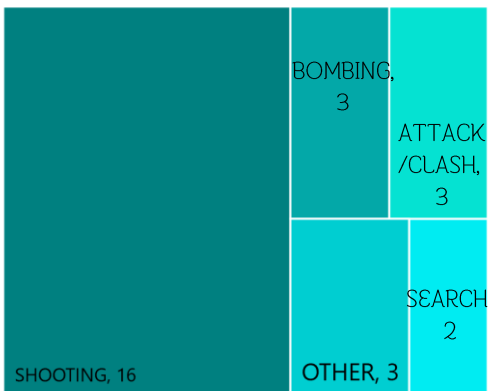 BOMBING,
3
ATTACK
/CLASH,
3
SHOOTING, 16
OTHER, 3
SEARCH
2